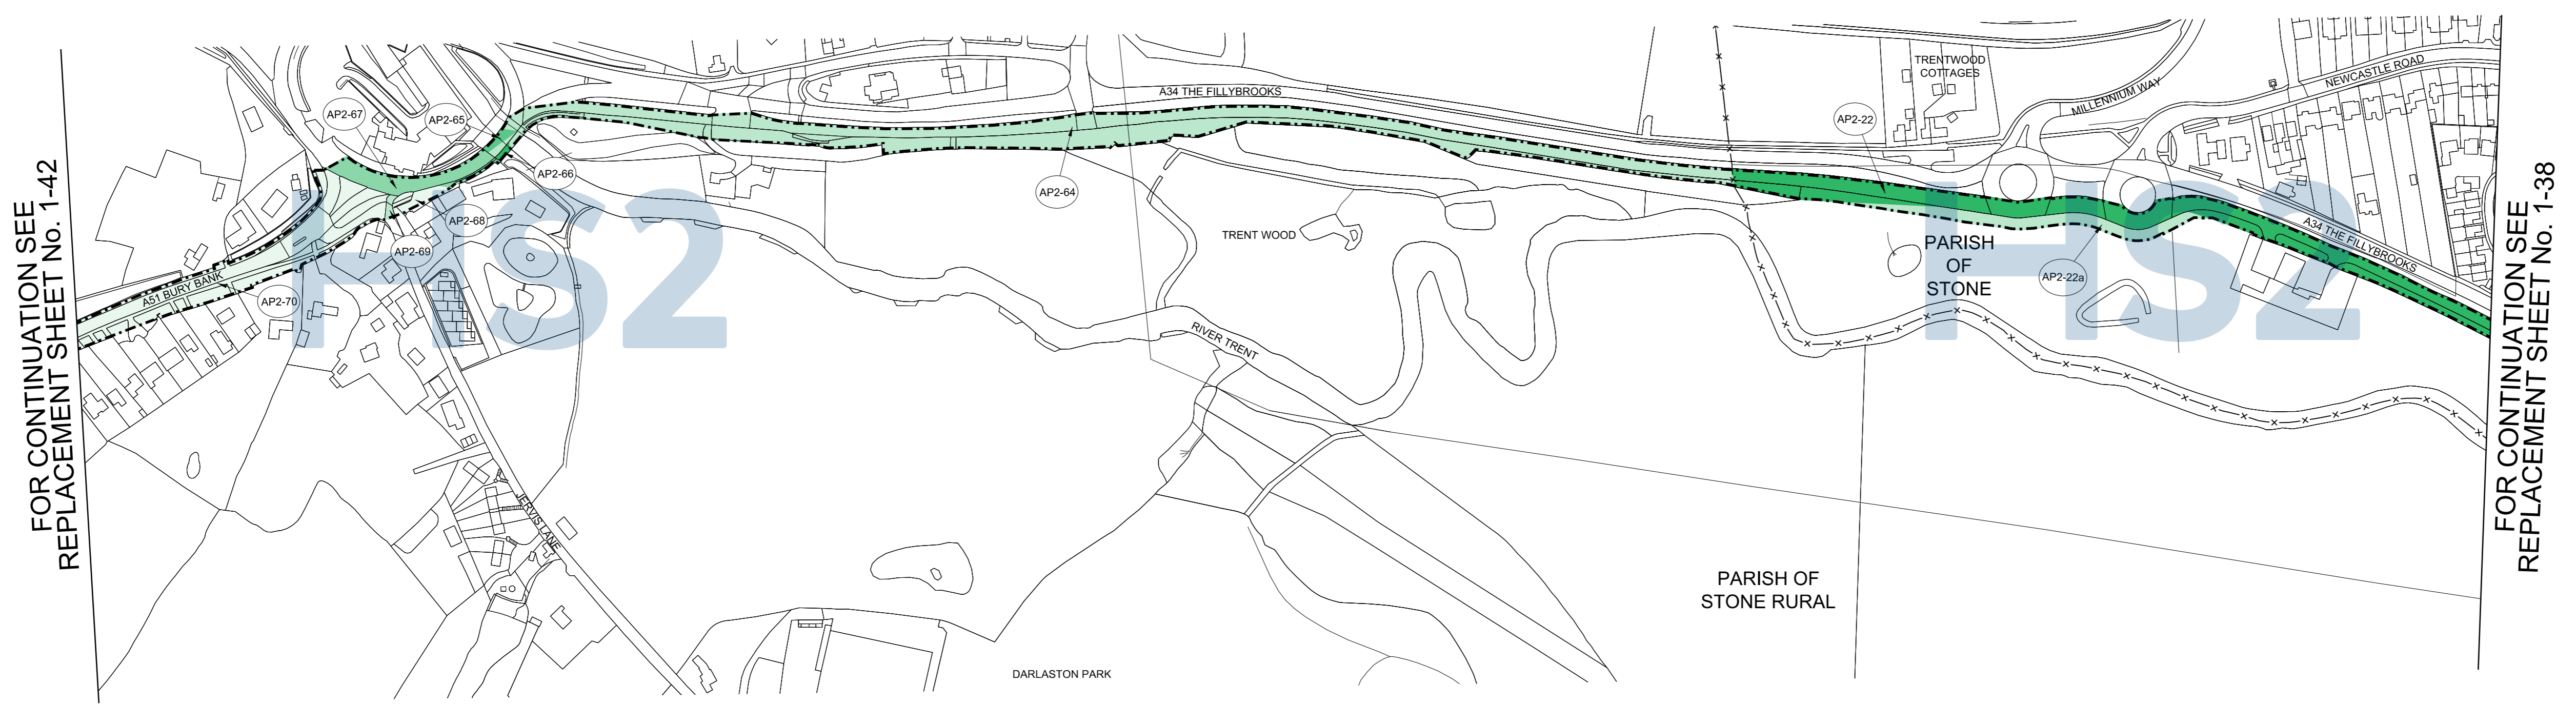 FOR CONTINUATION SEE
REPLACEMENT SHEET No. 1-42
AP2-67
AP2-65
AP2-66
AP2-68
AP2-69
AP2-70
A51 BURY BANK
HS2
JERVIS LANE
A34 THE FILLYBROOKS
AP2-64
TRENT WOOD
RIVER TRENT
DARLASTON PARK
PARISH OF
STONE RURAL
TRENTWOOD
COTTAGES
AP2-22
MILLENNIUM WAY
NEWCASTLE ROAD
PARISH
OF
STONE
HS2
AP2-22a
A34 THE FILLYBROOKS
FOR CONTINUATION SEE
REPLACEMENT SHEET No. 1-38